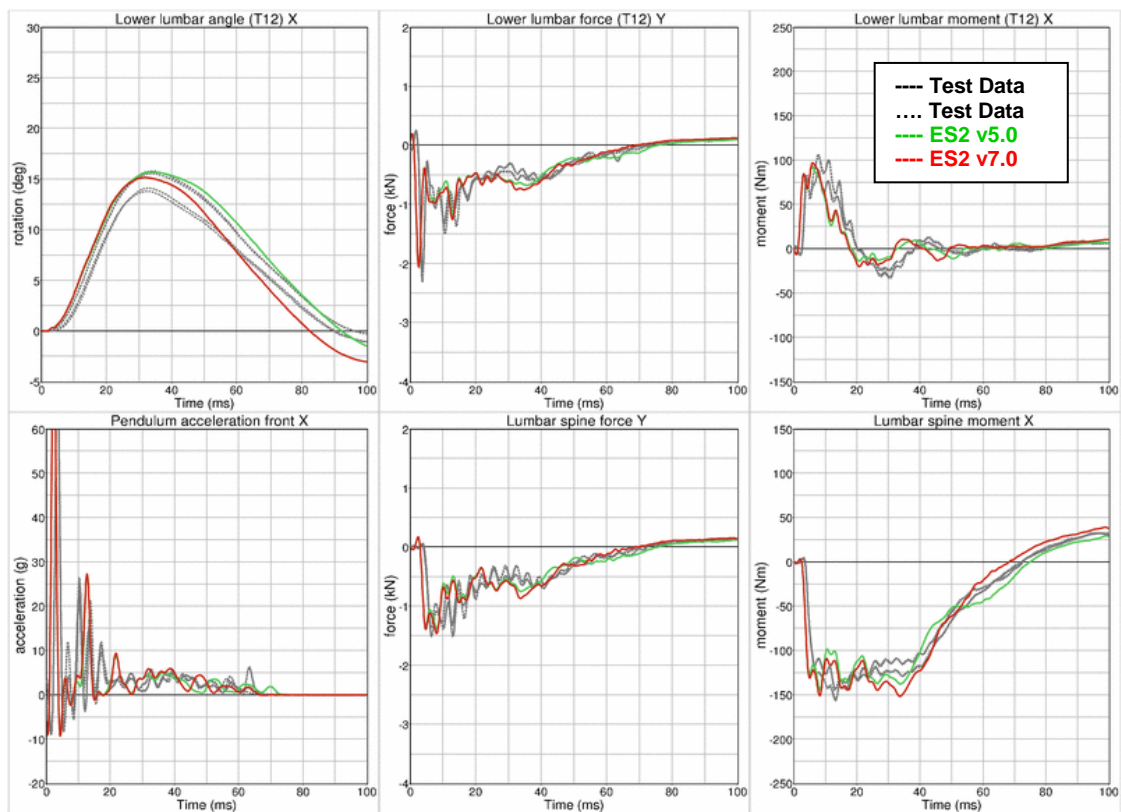 Lower lumbar angle (T12) X
30
25
20
15
10
5
0
-5
rotation (deg)
0 20 40 60 80 100
Time (ms)
Lower lumbar force (T12) Y
2
1
0
-1
-2
-3
-4
force (kN)
0 20 40 60 80 100
Time (ms)
Lower lumbar moment (T12) X
250
200
150
100
50
0
-50
-100
-150
moment (Nm)
0 20 40 60 80 100
Time (ms)
---- Test Data
.... Test Data
---- ES2 v5.0
---- ES2 v7.0
Pendulum acceleration front X
60
50
40
30
20
10
0
-10
-20
acceleration (g)
0 20 40 60 80 100
Time (ms)
Lumbar spine force Y
2
1
0
-1
-2
-3
-4
force (kN)
0 20 40 60 80 100
Time (ms)
Lumbar spine moment X
150
100
50
0
-50
-100
-150
-200
-250
moment (Nm)
0 20 40 60 80 100
Time (ms)